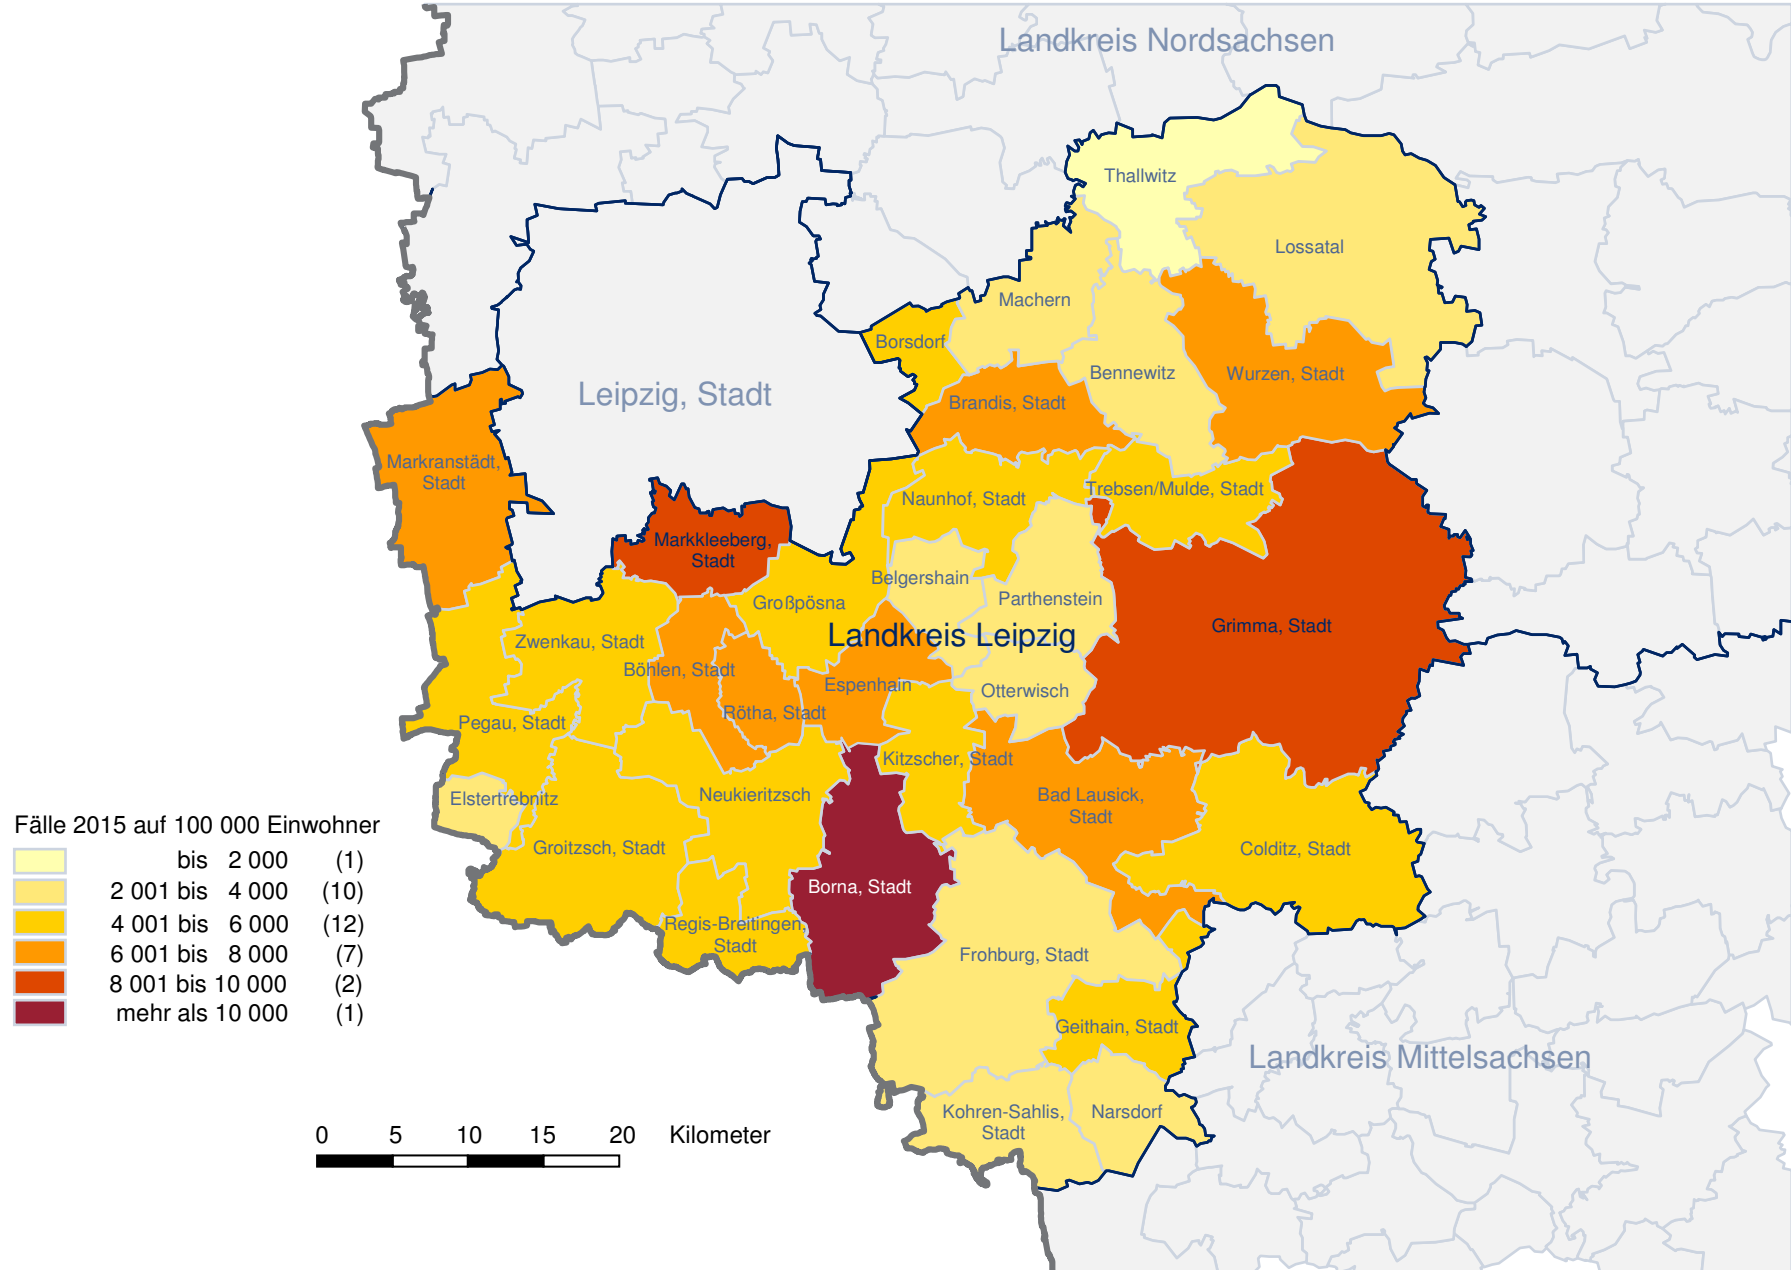 Landkreis Nordsachsen
Thallwitz
Lossatal
Machern
Borsdorf
Bennewitz
Wurzen, Stadt
Leipzig, Stadt
Brandis, Stadt
Markranstädt,
Stadt
Naunhof, Stadt
Trebsen/Mulde, Stadt
Markkleeberg,
Stadt
Belgershain
Großpösna
Parthenstein
Grimma, Stadt
Landkreis Leipzig
Zwenkau, Stadt
Böhlen, Stadt
Espenhain
Otterwisch
Rötha, Stadt
Pegau, Stadt
Kitzscher, Stadt
Elstertrebnitz
Neukieritzsch
Bad Lausick,
Stadt
Groitzsch, Stadt
Colditz, Stadt
Borna, Stadt
Regis-Breitingen,
Stadt
Frohburg, Stadt
Geithain, Stadt
Landkreis Mittelsachsen
Kohren-Sahlis,
Stadt
Narsdorf
Fälle 2015 auf 100 000 Einwohner
bis 2 000 (1)
2 001 bis 4 000 (10)
4 001 bis 6 000 (12)
6 001 bis 8 000 (7)
8 001 bis 10 000 (2)
mehr als 10 000 (1)
0 5 10 15 20 Kilometer